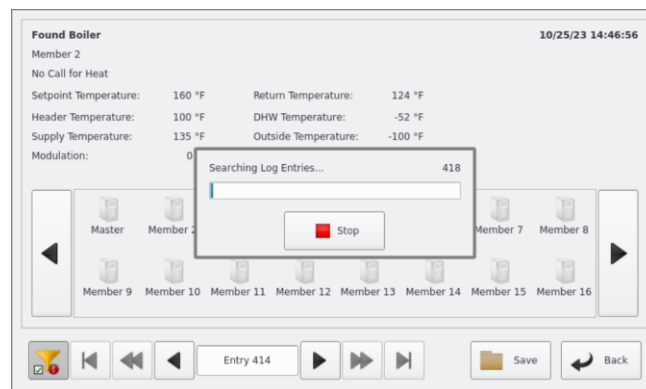 Found Boiler 10/25/23 14:46:56
Member 2
No Call for Heat
Setpoint Temperature: 160 °F Return Temperature: 124 °F
Header Temperature: 100 °F DHW Temperature: -52 °F
Supply Temperature: 135 °F Outside Temperature: -100 °F
Modulation: 0
Searching Log Entries... 418
Stop
Master Member Member 7 Member 8
Member 9 Member 10 Member 11 Member 12 Member 13 Member 14 Member 15 Member 16
Entry 414 Save Back